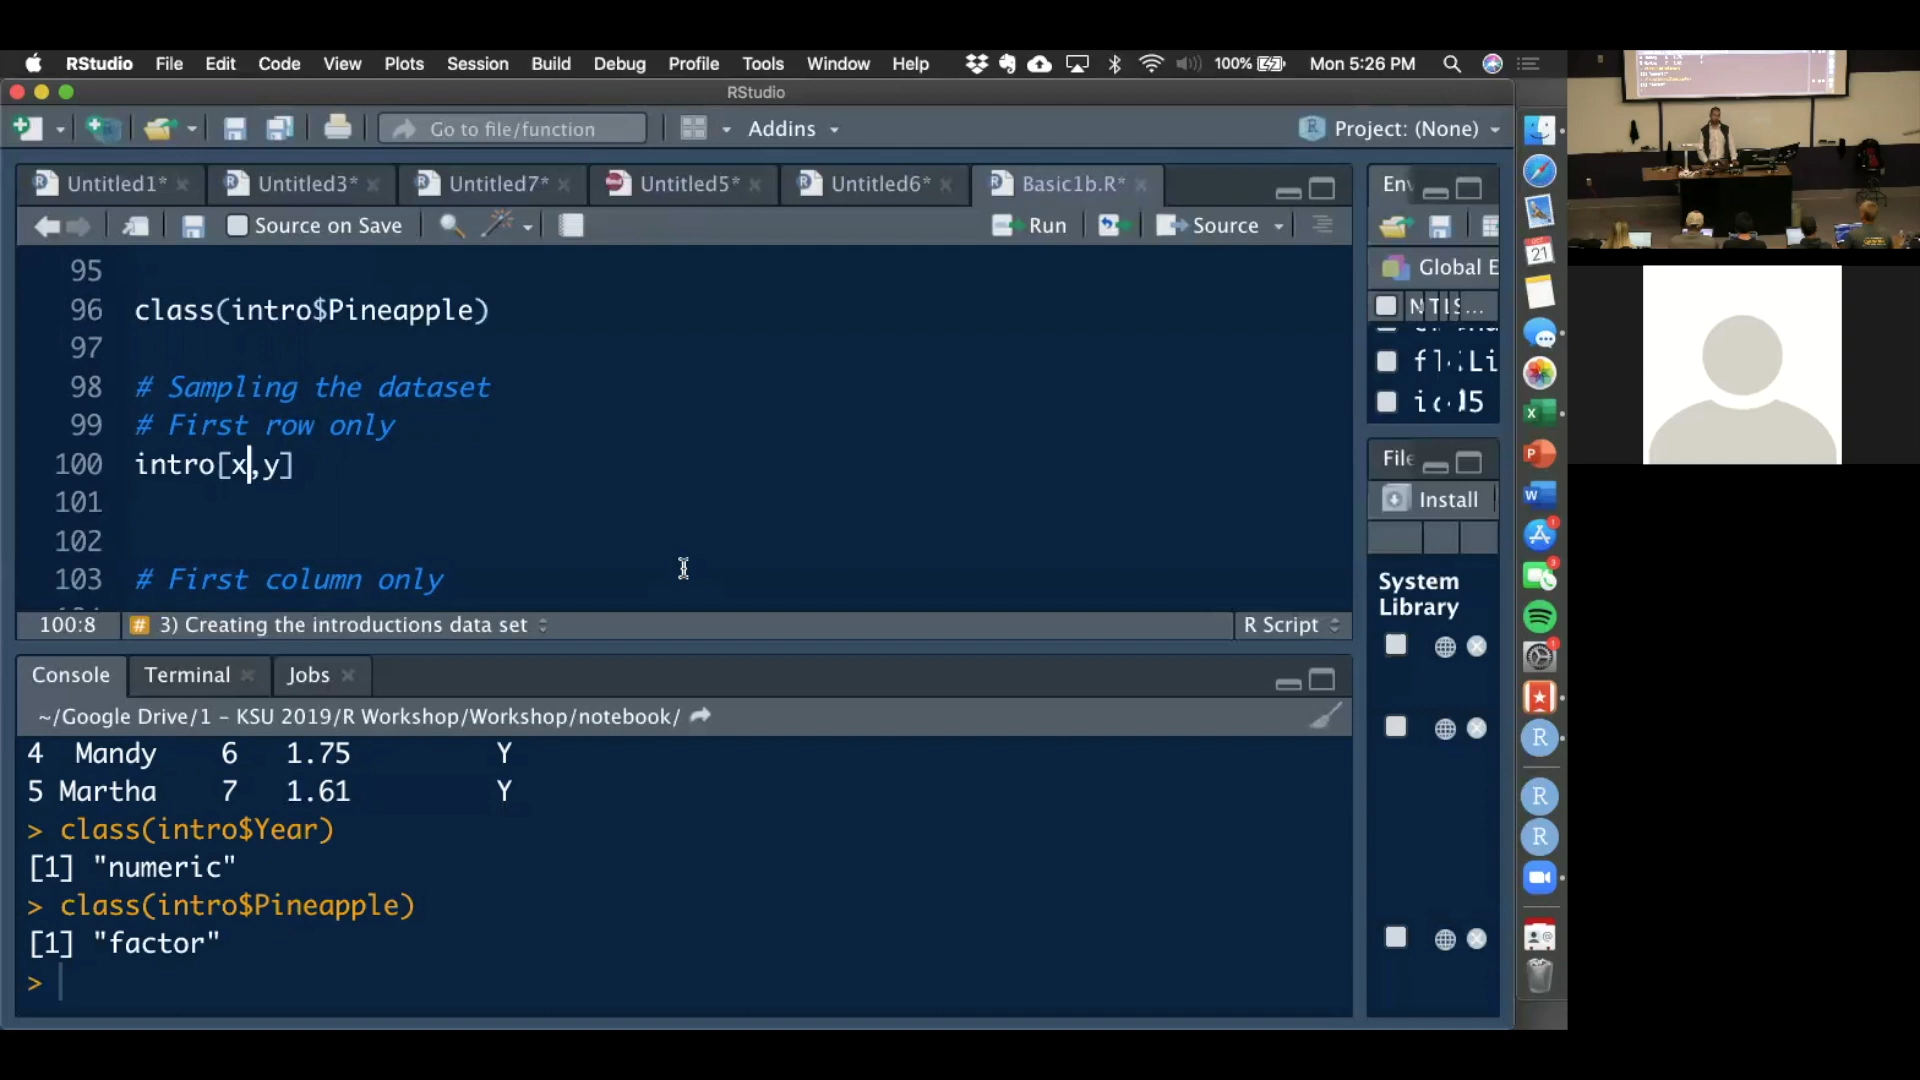 RStudio File Edit Code View Plots Session Build Debug Profile Tools Window Help 100% Mon 5:26 PM
RStudio
Go to file/function Addins Project: (None)
Untitled1* Untitled3* Untitled7* Untitled5* Untitled6* Basic1b.R*
Source on Save Run Source
95
96 class(intro$Pineapple)
97
98 # Sampling the dataset
99 # First row only
100 intro[x,y]
101
102
103 # First column only
100:8 # 3) Creating the introductions data set R Script
Console Terminal Jobs
~/Google Drive/1 – KSU 2019/R Workshop/Workshop/notebook/
4 Mandy 6 1.75 Y
5 Martha 7 1.61 Y
> class(intro$Year)
[1] "numeric"
> class(intro$Pineapple)
[1] "factor"
>
Global E
File
Install
System
Library
OCT
21